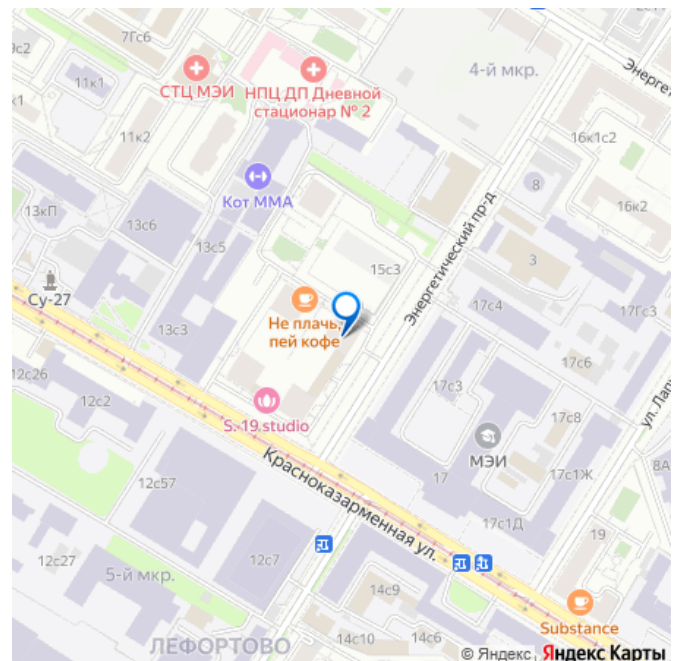 7Гс6
2с1
9с2
11к1
СТЦ МЭИ
НПЦ ДП Дневной
стационар № 2
4-й мкр.
11к2
16к1с2
Кот ММА
8
16к2
13кП
13с6
13с5
15с3
Энергетический пр-д
3
Су-27
Не плачь,
пей кофе
17с4
17Гс3
13с3
17с6
12с26
12с2
S. 19.studio
17с3
17с8
МЭИ
8А
12с57
Красноказарменная ул.
17
17с1Ж
17с1Д
19
12с27
12с7
5-й мкр.
14с9
Substance
ЛЕФОРТОВО
14с10
14с6
© Яндекс Яндекс Карты